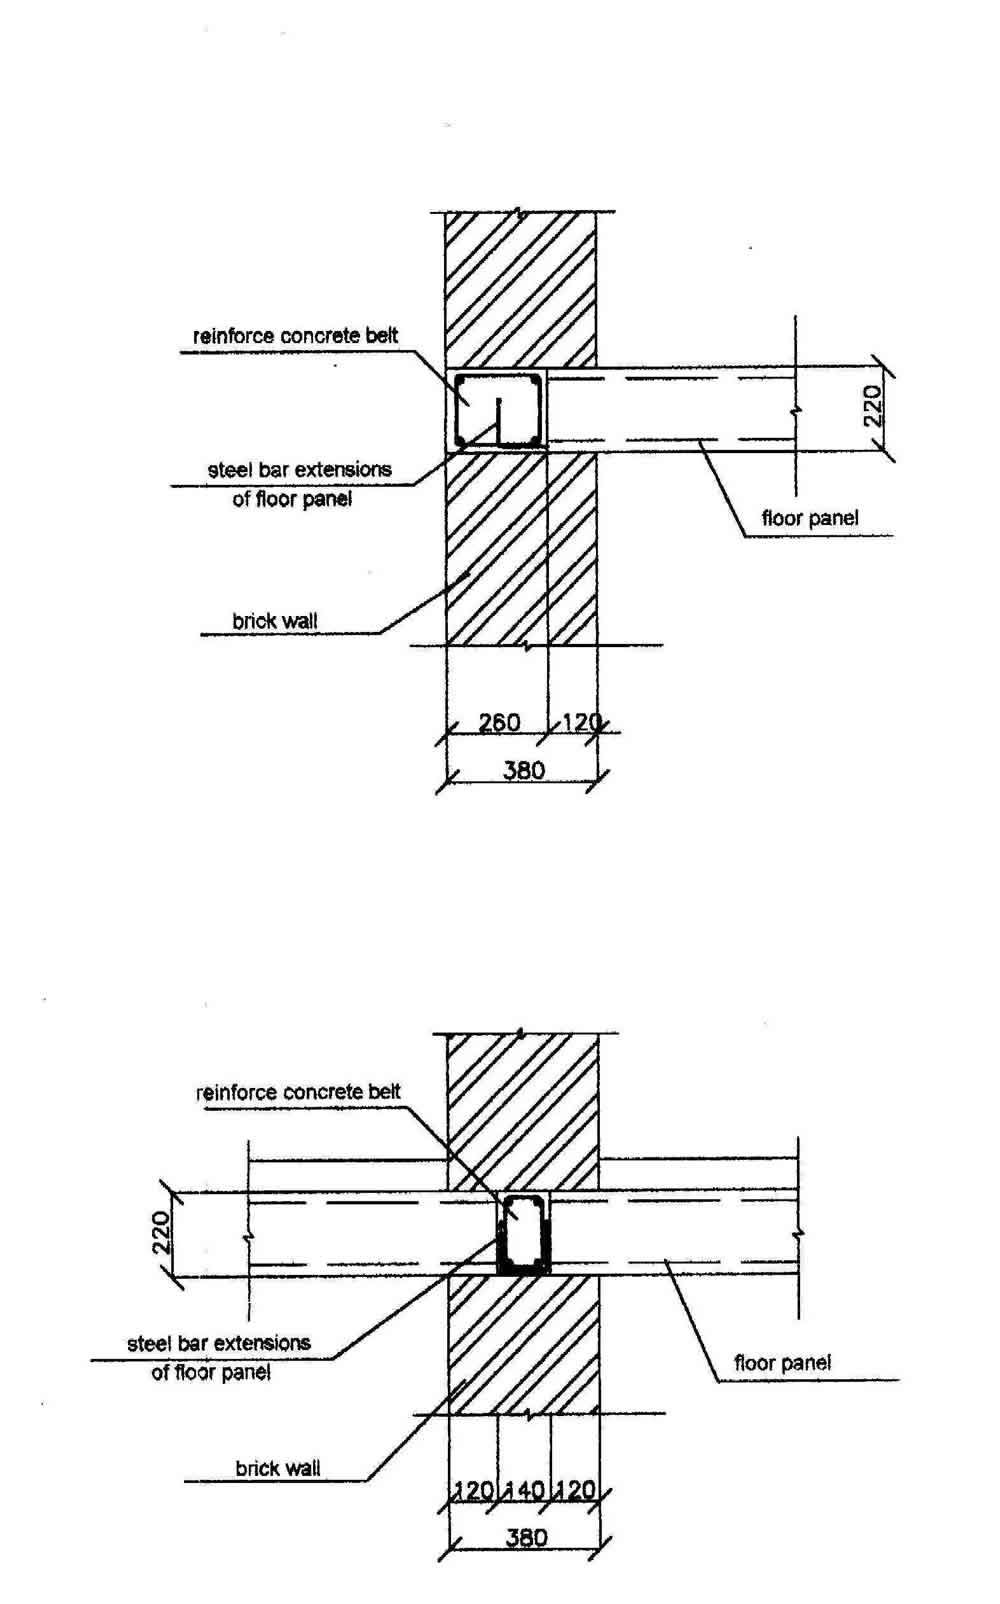 reinforce concrete belt
220
steel bar extensions
of floor panel
floor panel
brick wall
260
120
380
reinforce concrete belt
220
steel bar extensions
of floor panel
floor panel
brick wall
120
140
120
380